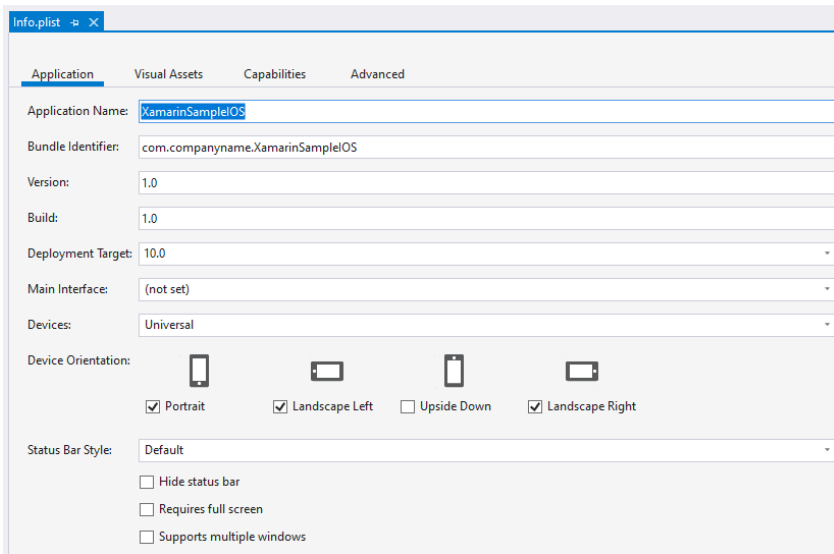 Info.plist
Application Visual Assets Capabilities Advanced
Application Name: XamarinSampleIOS
Bundle Identifier: com.companyname.XamarinSampleIOS
Version: 1.0
Build: 1.0
Deployment Target: 10.0
Main Interface: (not set)
Devices: Universal
Device Orientation:
Portrait Landscape Left Upside Down Landscape Right
Status Bar Style: Default
Hide status bar
Requires full screen
Supports multiple windows